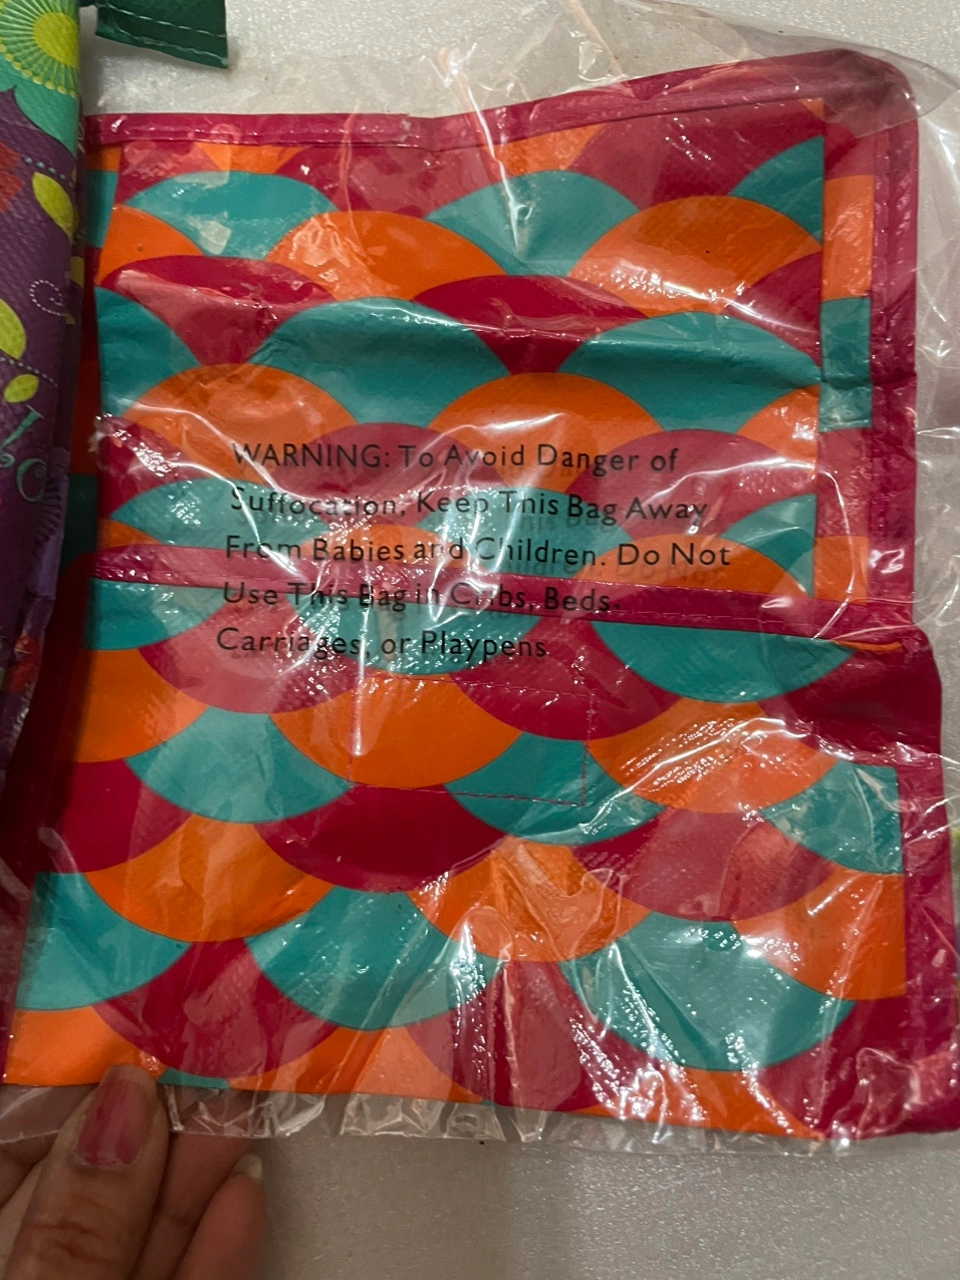 WARNING: To Avoid Danger of
Suffocation, Keep This Bag Away
From Babies and Children. Do Not
Use This Bag in Cribs, Beds.
Carriages, or Playpens